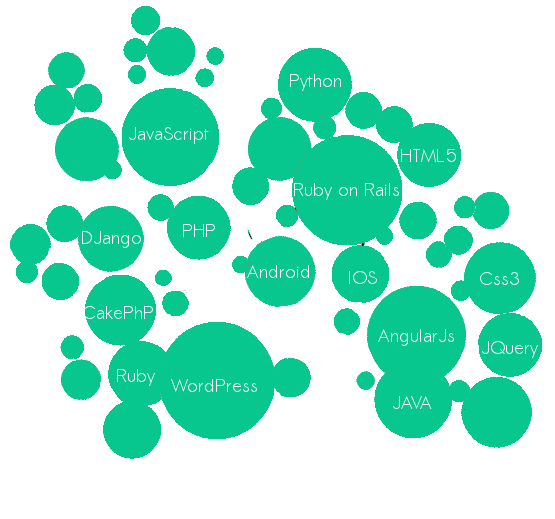 Python
JavaScript
HTML5
Ruby on Rails
PHP
DJango
Android
IOS
Css3
CakePhP
AngularJs
JQuery
Ruby
WordPress
JAVA